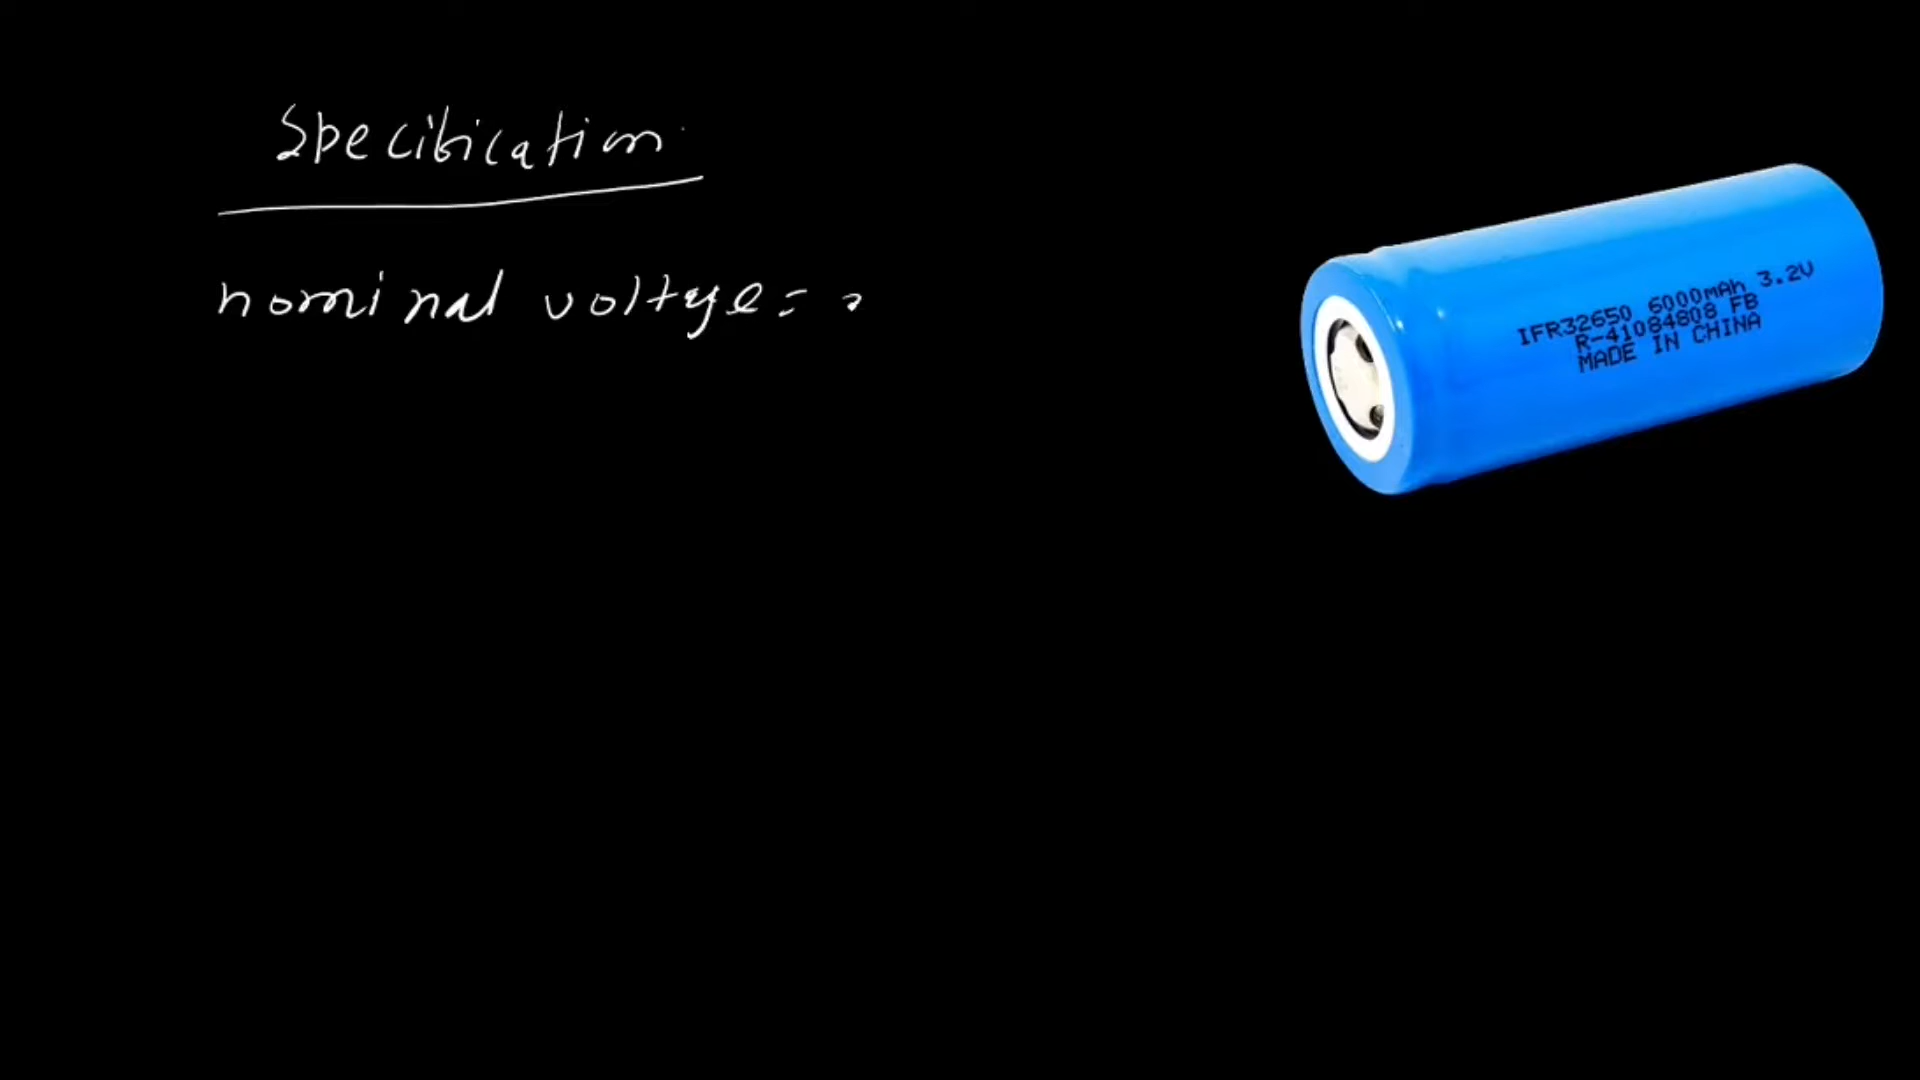 Specification
nominal voltage =
IFR32650 6000mAh 3.2V
R-41084808 FB
MADE IN CHINA